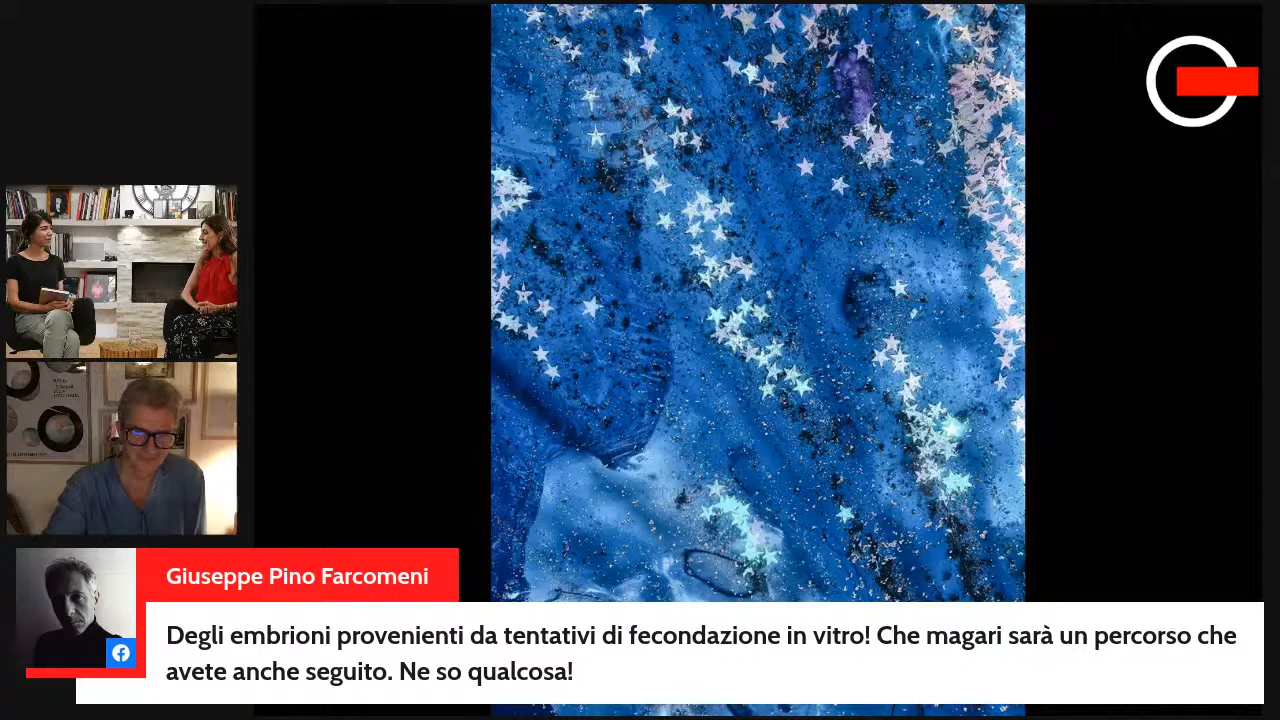 Giuseppe Pino Farcomeni
Degli embrioni provenienti da tentativi di fecondazione in vitro! Che magari sarà un percorso che
avete anche seguito. Ne so qualcosa!